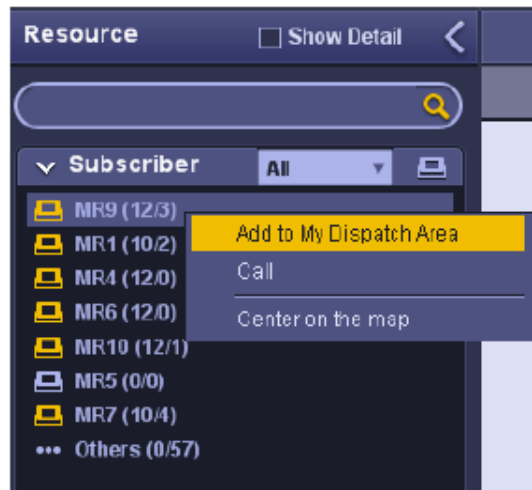 Resource Show Detail
Subscriber All
MR9 (12/3)
Add to My Dispatch Area
MR1 (10/2)
Call
MR4 (12/0)
MR6 (12/0)
Center on the map
MR10 (12/1)
MR5 (0/0)
MR7 (10/4)
Others (0/57)